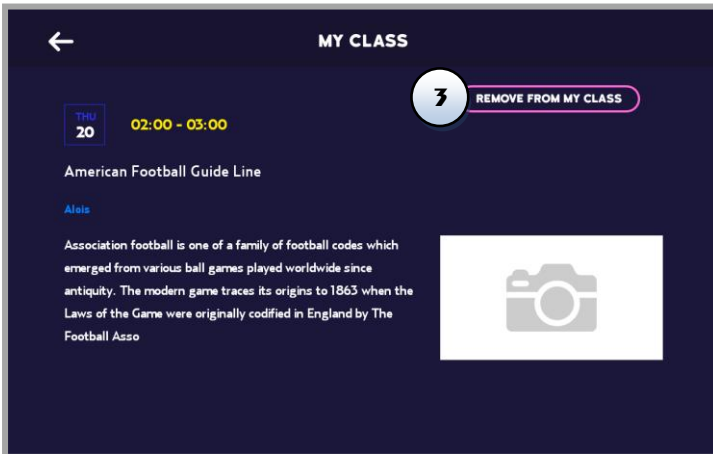 MY CLASS
3 REMOVE FROM MY CLASS
THU
20
02:00 - 03:00
American Football Guide Line
Alois
Association football is one of a family of football codes which
emerged from various ball games played worldwide since
antiquity. The modern game traces its origins to 1863 when the
Laws of the Game were originally codified in England by The
Football Asso